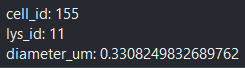 cell_id: 155
lys_id: 11
diameter_um: 0.3308249832689762